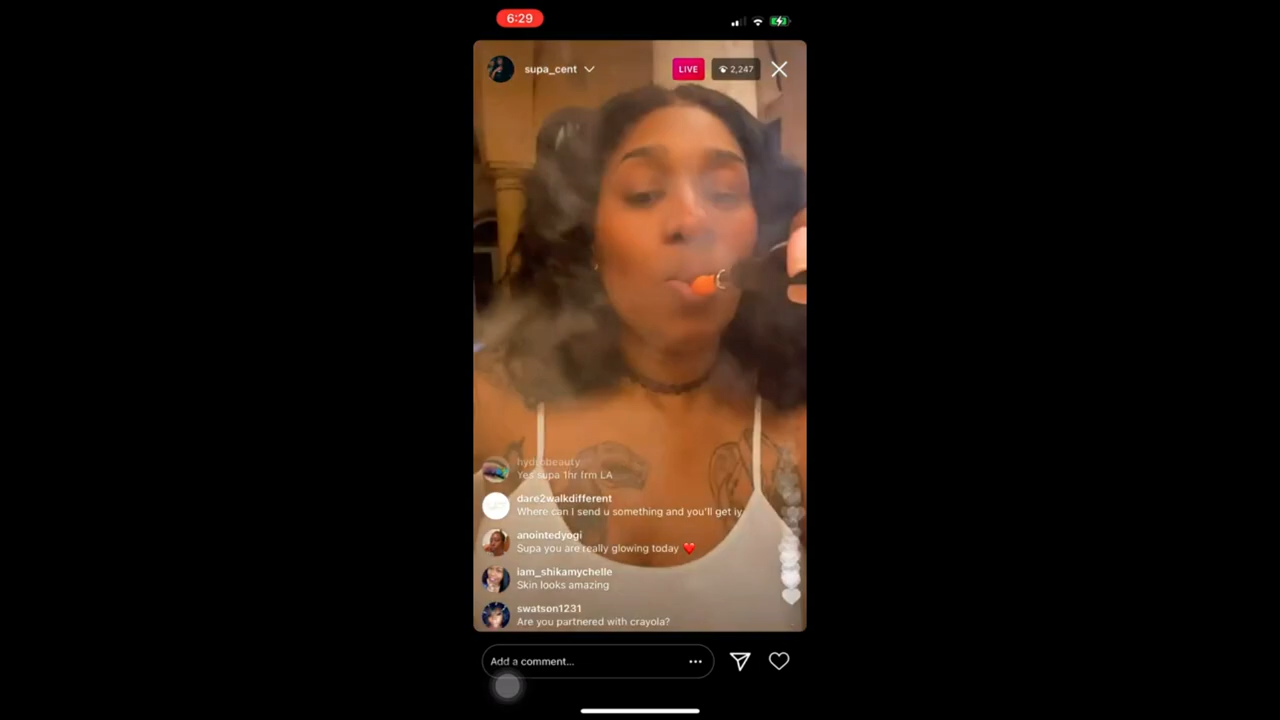 6:29
supa_cent
LIVE
2,247
hydrobeauty
Yes supa 1hr frm LA
dare2walkdifferent
Where can I send u something and you'll get iy
anointedyogi
Supa you are really glowing today ❤️
iam_shikamychelle
Skin looks amazing
swatson1231
Are you partnered with crayola?
Add a comment...